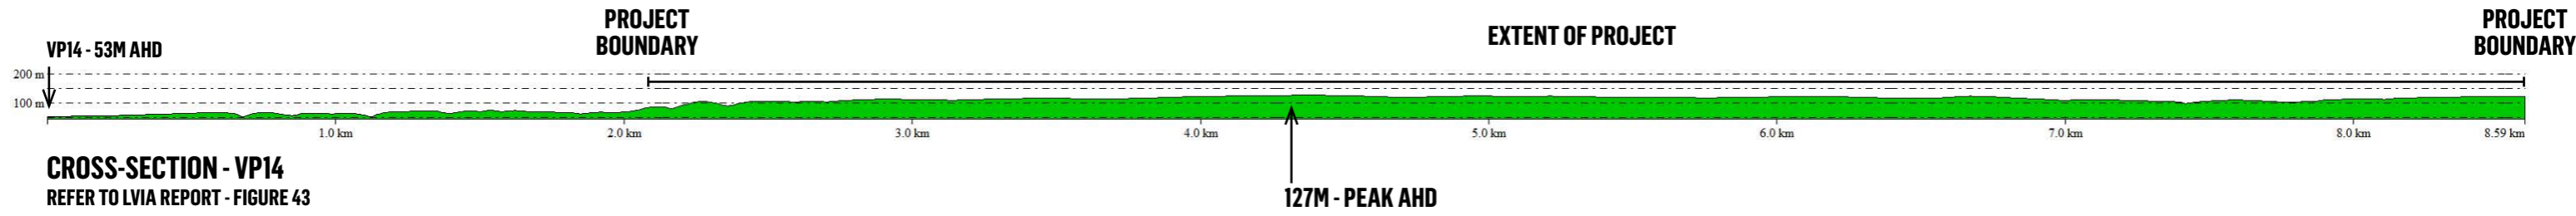 PROJECT
BOUNDARY
EXTENT OF PROJECT
PROJECT
BOUNDARY
VP14 - 53M AHD
200 m
100 m
1.0 km
2.0 km
3.0 km
4.0 km
5.0 km
6.0 km
7.0 km
8.0 km
8.59 km
CROSS-SECTION - VP14
REFER TO LVIA REPORT - FIGURE 43
127M - PEAK AHD